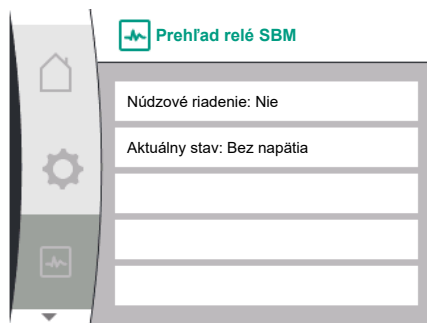 Prehľad relé SBM
Núdzové riadenie: Nie
Aktuálny stav: Bez napätia